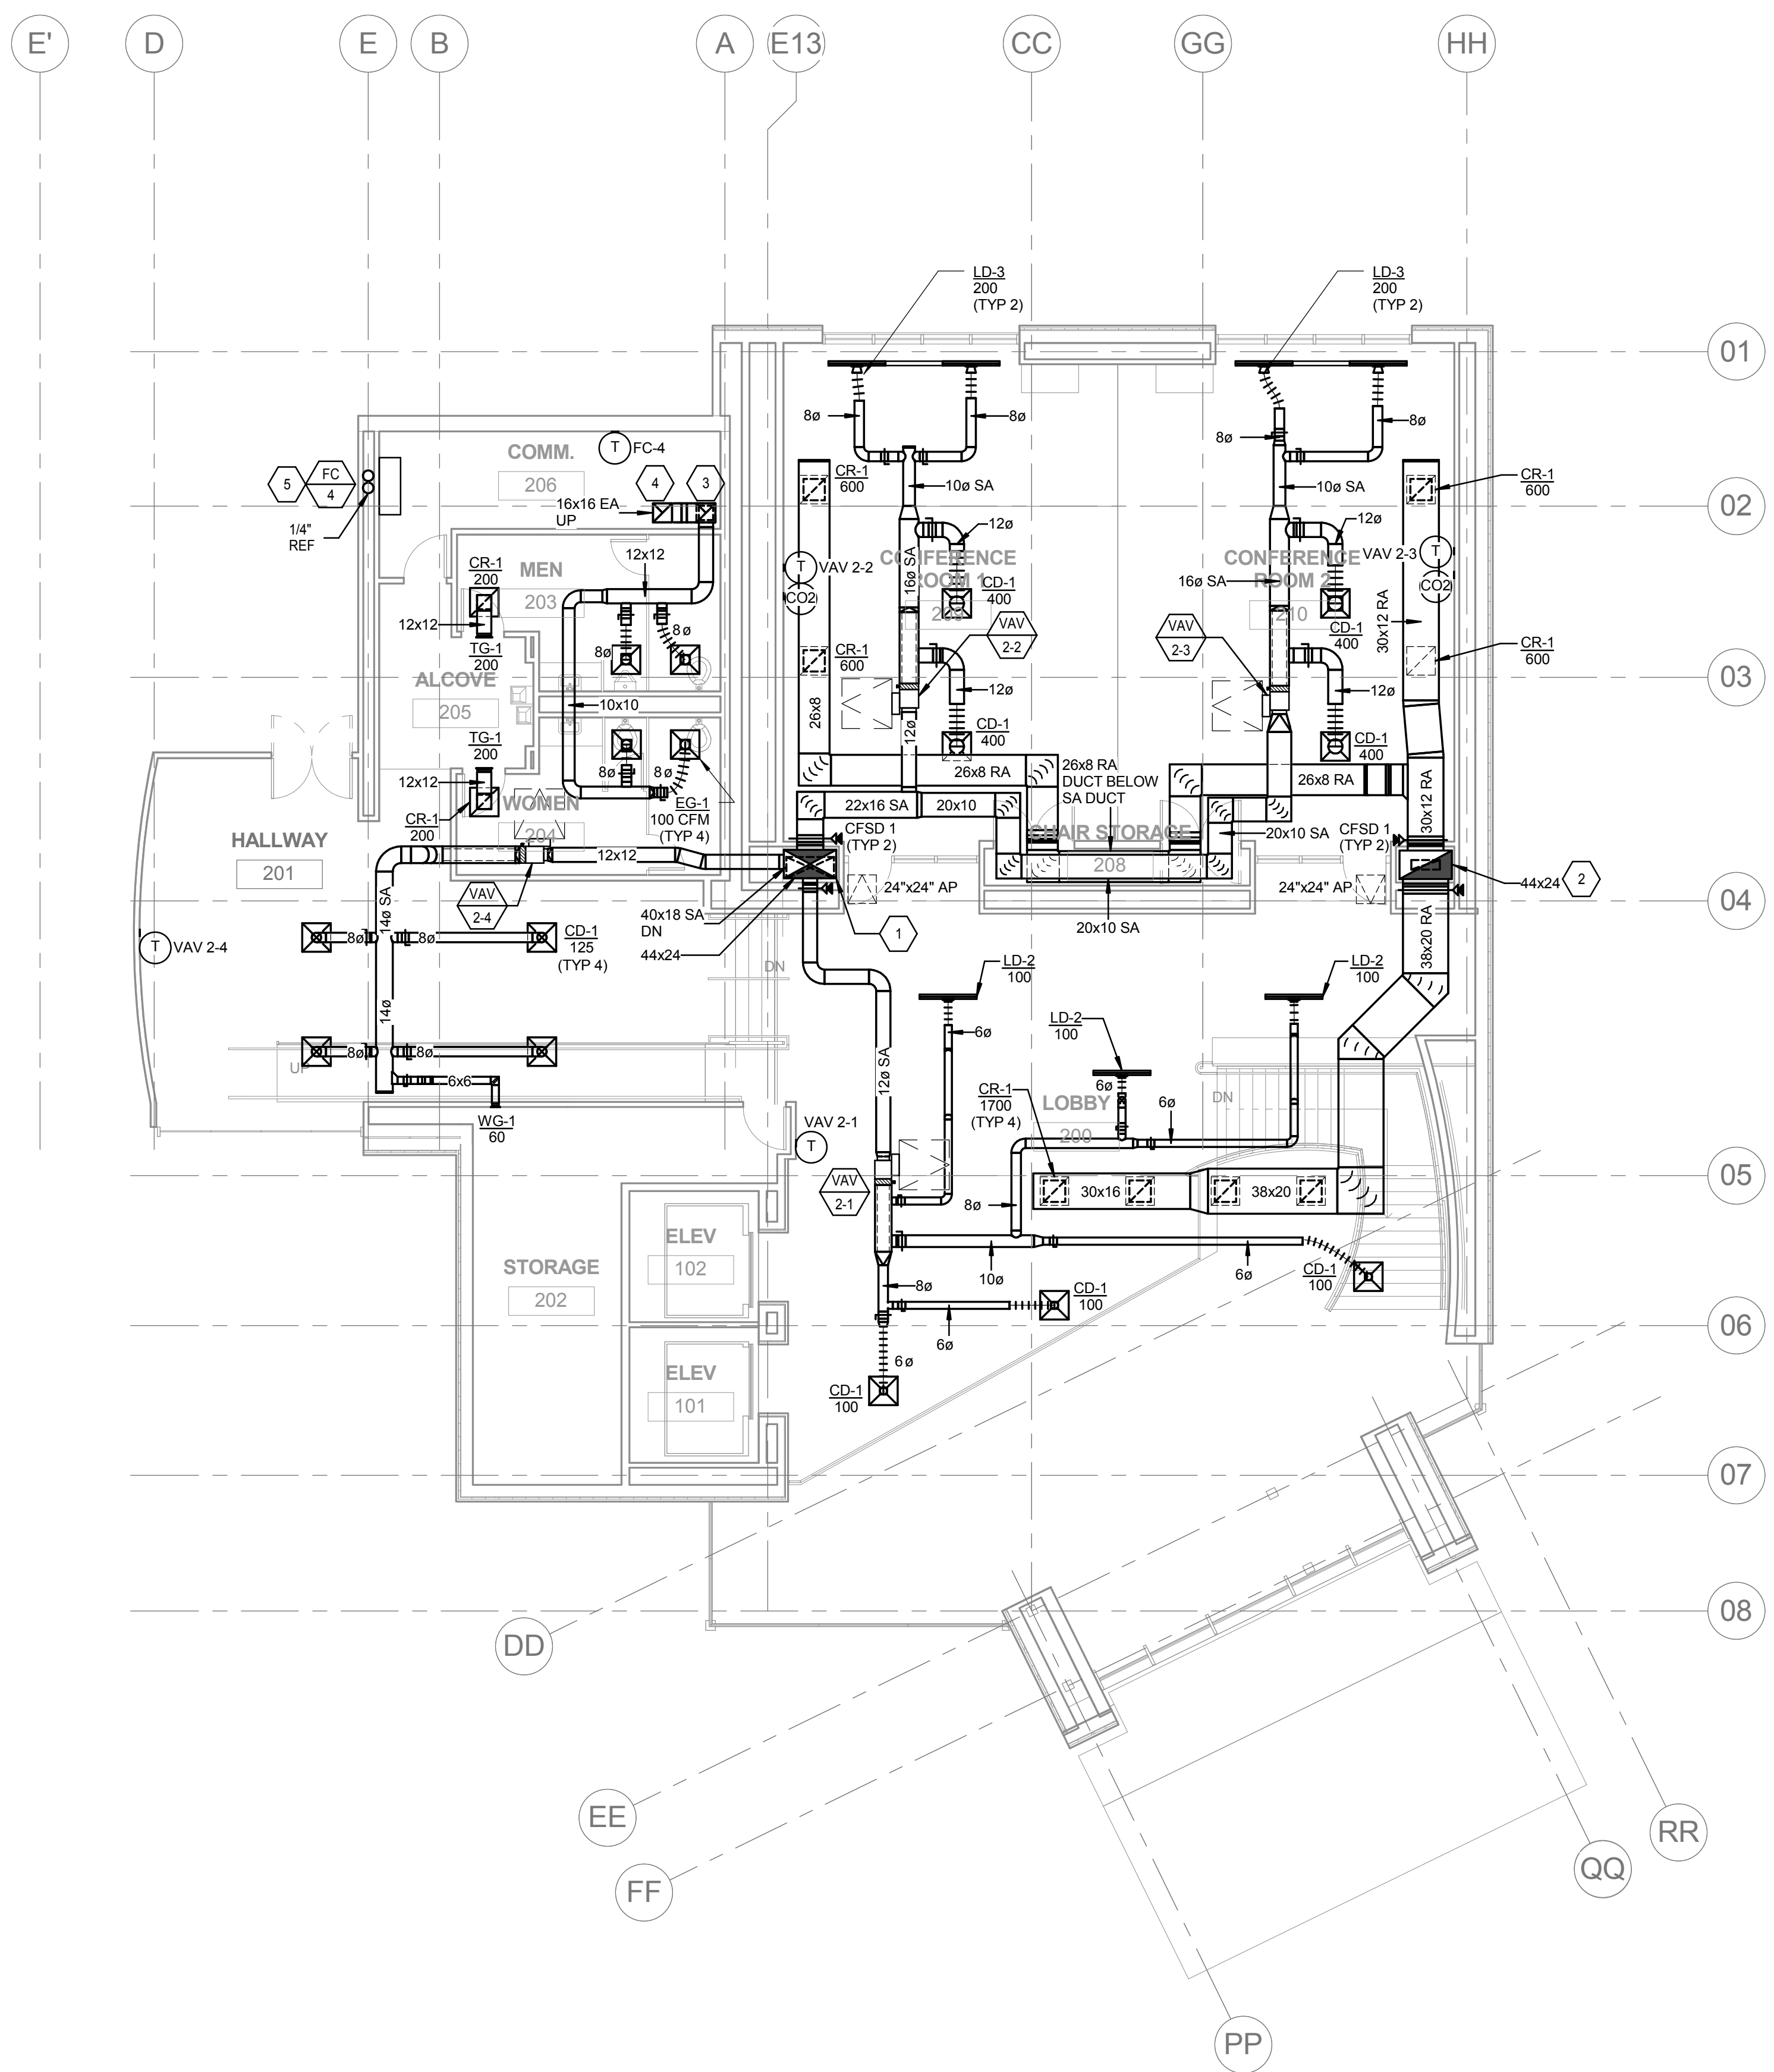 E'
D
E
B
A
E13
CC
GG
HH
LD-3
200
(TYP 2)
LD-3
200
(TYP 2)
01
8ø
8ø
8ø
8ø
COMM.
206
T
FC-4
5
FC
4
1/4"
REF
4
3
16x16 EA
UP
CR-1
600
10ø SA
10ø SA
CR-1
600
02
12ø
12ø
CR-1
200
12x12
MEN
203
12x12
TG-1
200
8ø
8ø
T
VAV 2-2
CO2
16ø SA
CONFERENCE
ROOM 1
209
CD-1
400
VAV
2-2
CONFERENCE
ROOM 2
210
16ø SA
VAV 2-3
T
CO2
CD-1
400
VAV
2-3
30x12 RA
CR-1
600
CR-1
600
03
ALCOVE
205
10x10
12ø
12ø
26x8
12ø
TG-1
200
12x12
CD-1
400
CD-1
400
8ø
8ø
26x8 RA
26x8 RA
DUCT BELOW
SA DUCT
26x8 RA
30x12 RA
CR-1
200
WOMEN
204
EG-1
100 CFM
(TYP 4)
22x16 SA
20x10
CFSD 1
(TYP 2)
CHAIR STORAGE
208
20x10 SA
CFSD 1
(TYP 2)
HALLWAY
201
12x12
24"x24" AP
24"x24" AP
44x24
2
04
VAV
2-4
14ø SA
40x18 SA
DN
44x24
1
20x10 SA
38x20 RA
T
VAV 2-4
8ø
8ø
CD-1
125
(TYP 4)
DN
LD-2
100
LD-2
100
14ø
6ø
LD-2
100
8ø
8ø
UP
6x6
WG-1
60
12ø SA
6ø
CR-1
1700
(TYP 4)
LOBBY
200
6ø
DN
VAV 2-1
T
05
VAV
2-1
8ø
30x16
38x20
ELEV
102
STORAGE
202
10ø
6ø
CD-1
100
8ø
CD-1
100
6ø
06
6ø
ELEV
101
CD-1
100
07
08
DD
EE
FF
RR
QQ
PP